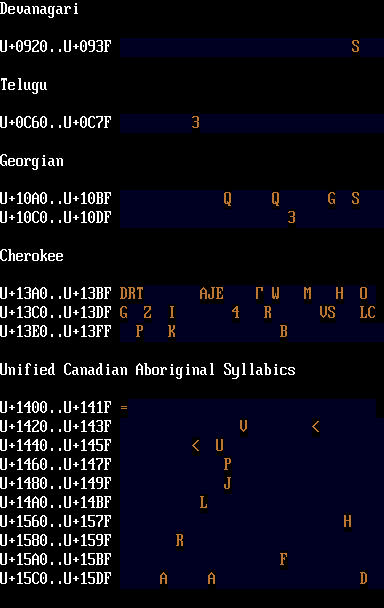 Devanagari
U+0920..U+093F S
Telugu
U+0C60..U+0C7F 3
Georgian
U+10A0..U+10BF Q Q G S
U+10C0..U+10DF 3
Cherokee
U+13A0..U+13BF DRT AJE Γ W M H O
U+13C0..U+13DF G Z I 4 R VS LC
U+13E0..U+13FF P K B
Unified Canadian Aboriginal Syllabics
U+1400..U+141F =
U+1420..U+143F V <
U+1440..U+145F < U
U+1460..U+147F P
U+1480..U+149F J
U+14A0..U+14BF L
U+1560..U+157F H
U+1580..U+159F R
U+15A0..U+15BF F
U+15C0..U+15DF A A D